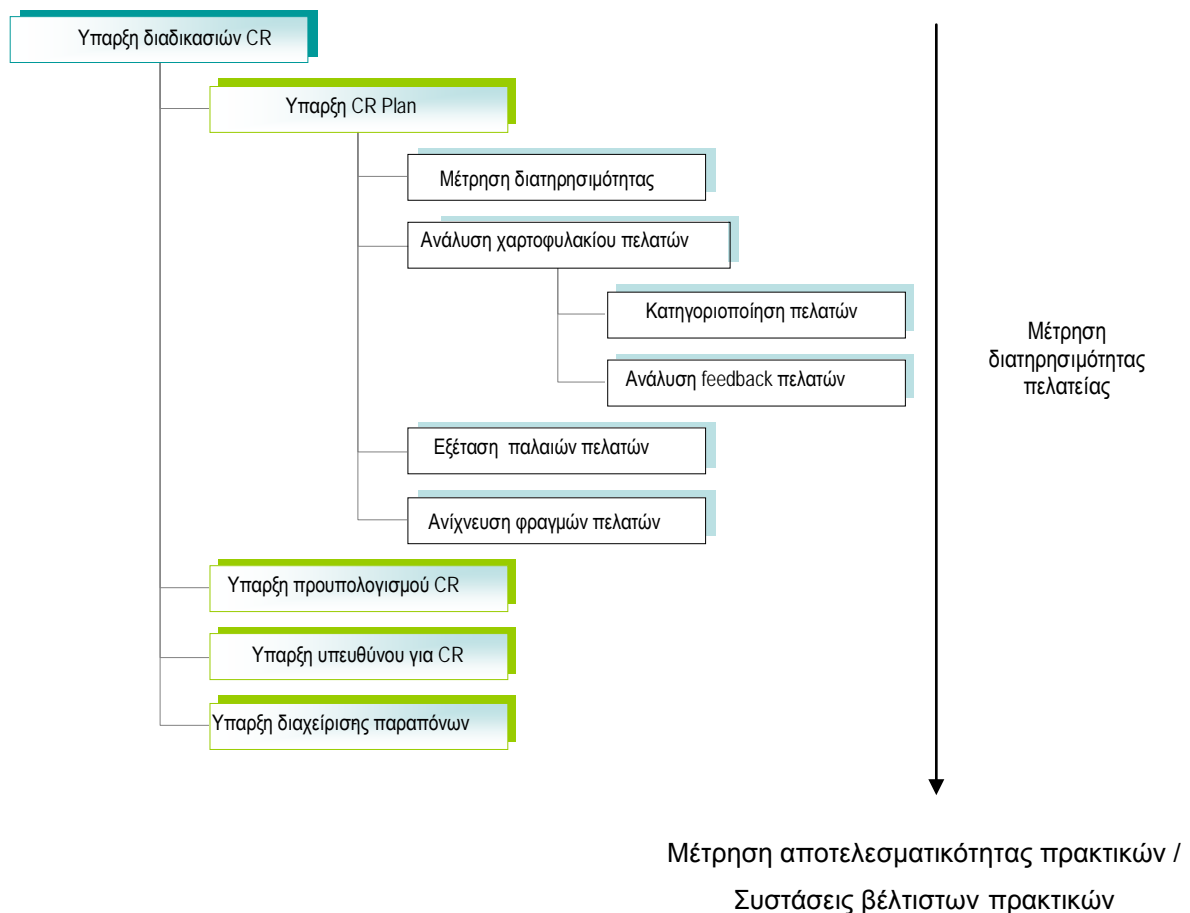 Υπαρξη διαδικασιών CR
Υπαρξη CR Plan
Μέτρηση διατηρησιμότητας
Ανάλυση χαρτοφυλακίου πελατών
Κατηγοριοποίηση πελατών
Ανάλυση feedback πελατών
Εξέταση παλαιών πελατών
Ανίχνευση φραγμών πελατών
Υπαρξη προυπολογισμού CR
Υπαρξη υπευθύνου για CR
Υπαρξη διαχείρισης παραπόνων
Μέτρηση
διατηρησιμότητας
πελατείας
Μέτρηση αποτελεσματικότητας πρακτικών /
Συστάσεις βέλτιστων πρακτικών